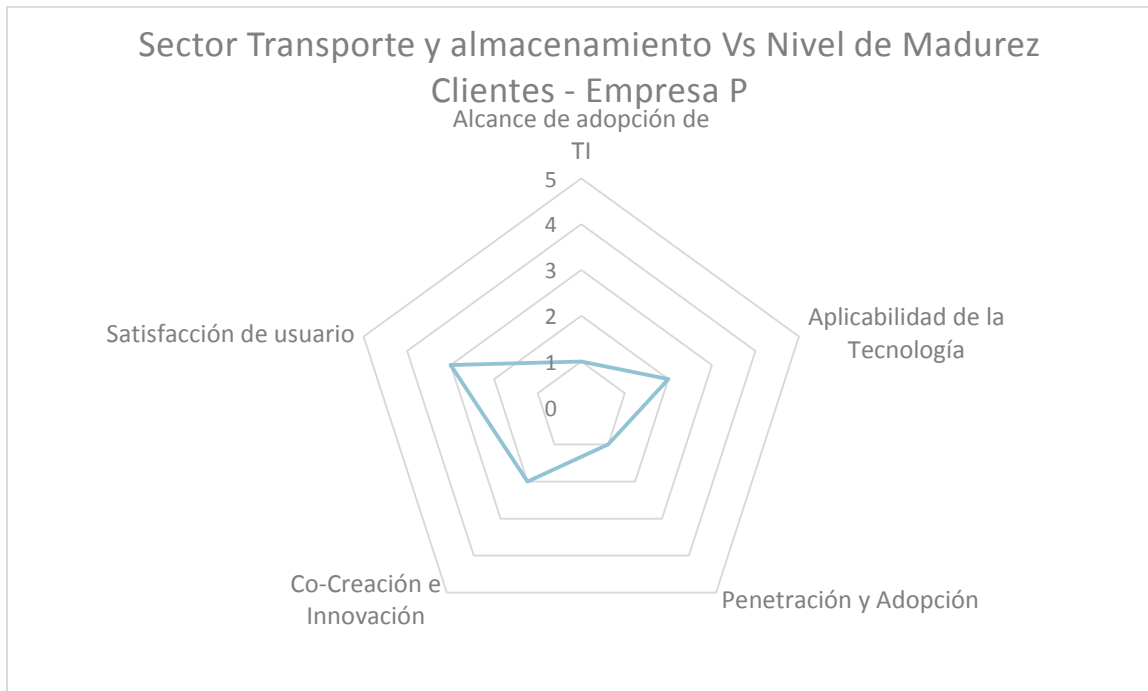 Sector Transporte y almacenamiento Vs Nivel de Madurez
Clientes - Empresa P
Alcance de adopción de
TI
5
4
3
2
1
0
Aplicabilidad de la
Tecnología
Satisfacción de usuario
Co-Creación e
Innovación
Penetración y Adopción